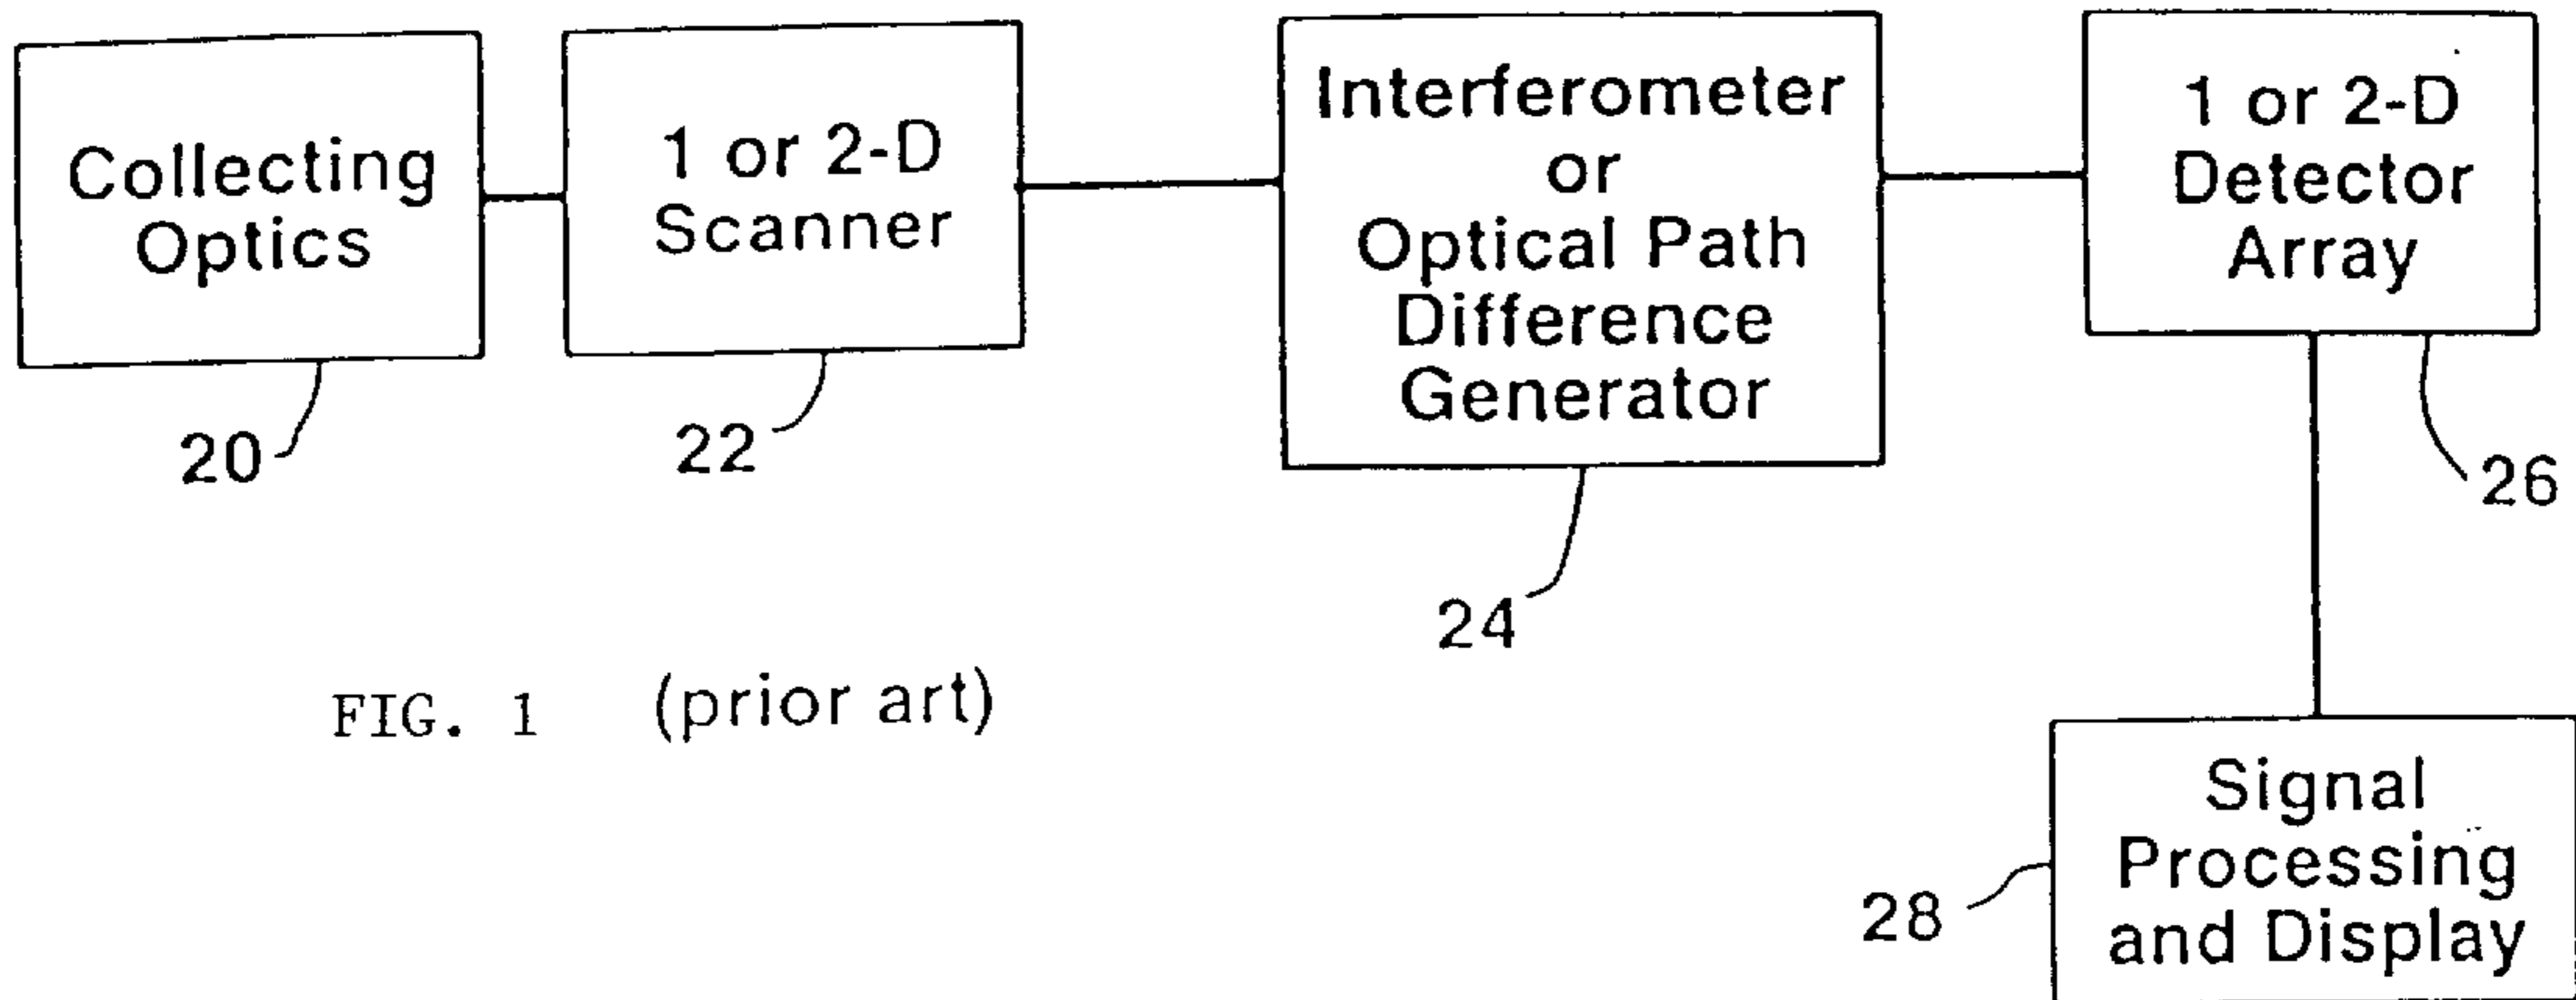 Collecting
Optics
20
1 or 2-D
Scanner
22
Interferometer
or
Optical Path
Difference
Generator
24
1 or 2-D
Detector
Array
26
Signal
Processing
and Display
28
FIG. 1 (prior art)